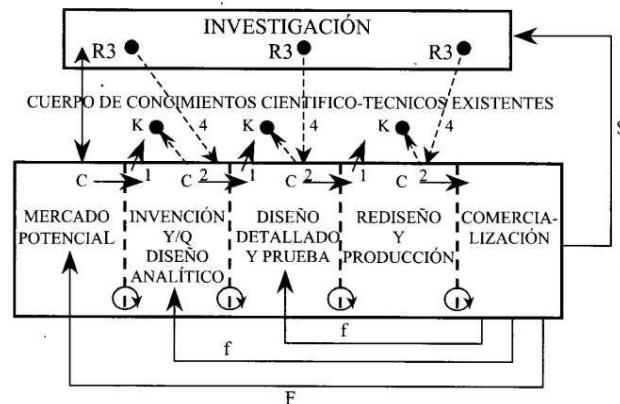 INVESTIGACIÓN
R3 R3 R3
CUERPO DE CONCIMIENTOS CIENTIFICO-TECNICOS EXISTENTES
K 4 K 4 K 4
S
C 1 C 2 1 C 2 1 C 2
MERCADO POTENCIAL
INVENCIÓN Y/Q DISEÑO ANALÍTICO
DISEÑO DETALLADO Y PRUEBA
REDISEÑO Y PRODUCCIÓN
COMERCIA- LIZACIÓN
f
f
F